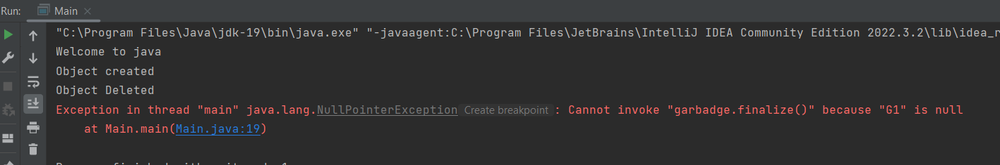 Run: Main
"C:\Program Files\Java\jdk-19\bin\java.exe" "-javaagent:C:\Program Files\JetBrains\IntelliJ IDEA Community Edition 2022.3.2\lib\idea_r
Welcome to java
Object created
Object Deleted
Exception in thread "main" java.lang.NullPointerException Create breakpoint : Cannot invoke "garbadge.finalize()" because "G1" is null
at Main.main(Main.java:19)